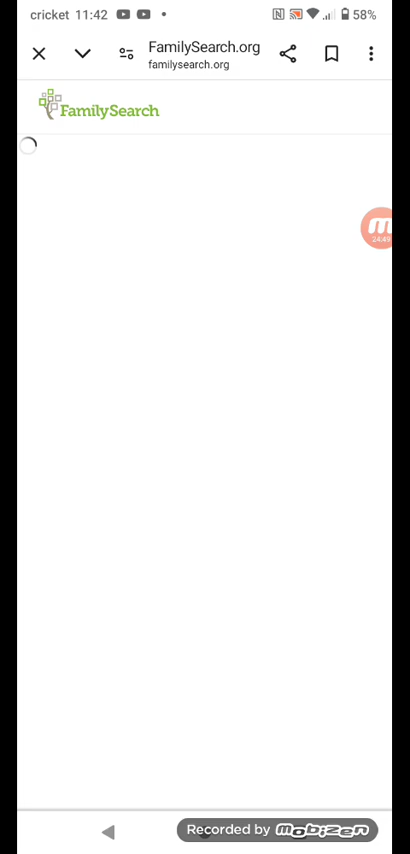 cricket 11:42 58%
FamilySearch.org
familysearch.org
FamilySearch
24:49
Recorded by mobizen